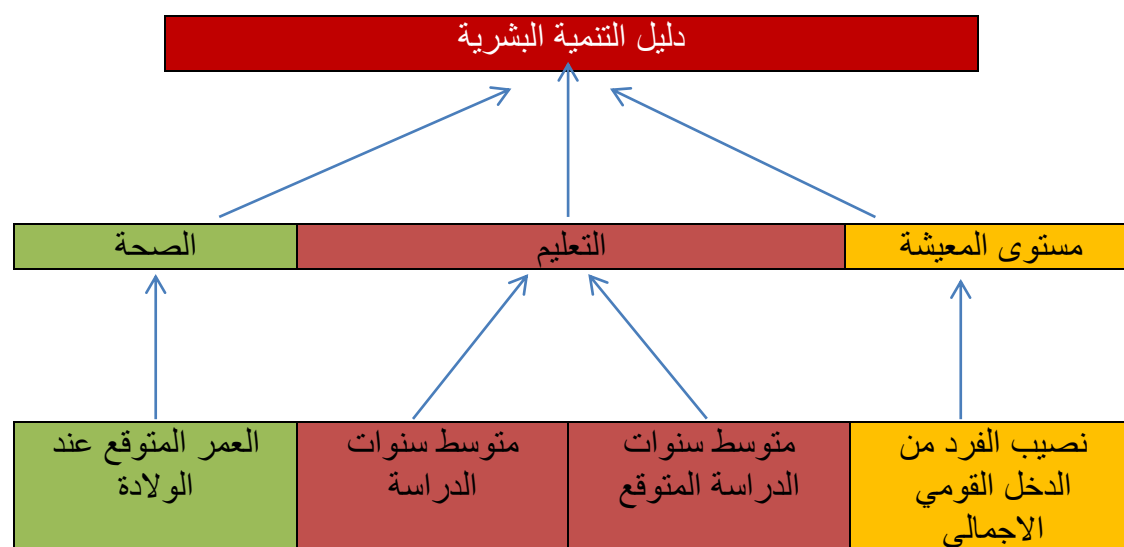 دليل التنمية البشرية
مستوى المعيشة
التعليم
الصحة
نصيب الفرد من
الدخل القومي
الاجمالي
متوسط سنوات
الدراسة المتوقع
متوسط سنوات
الدراسة
العمر المتوقع عند
الولادة